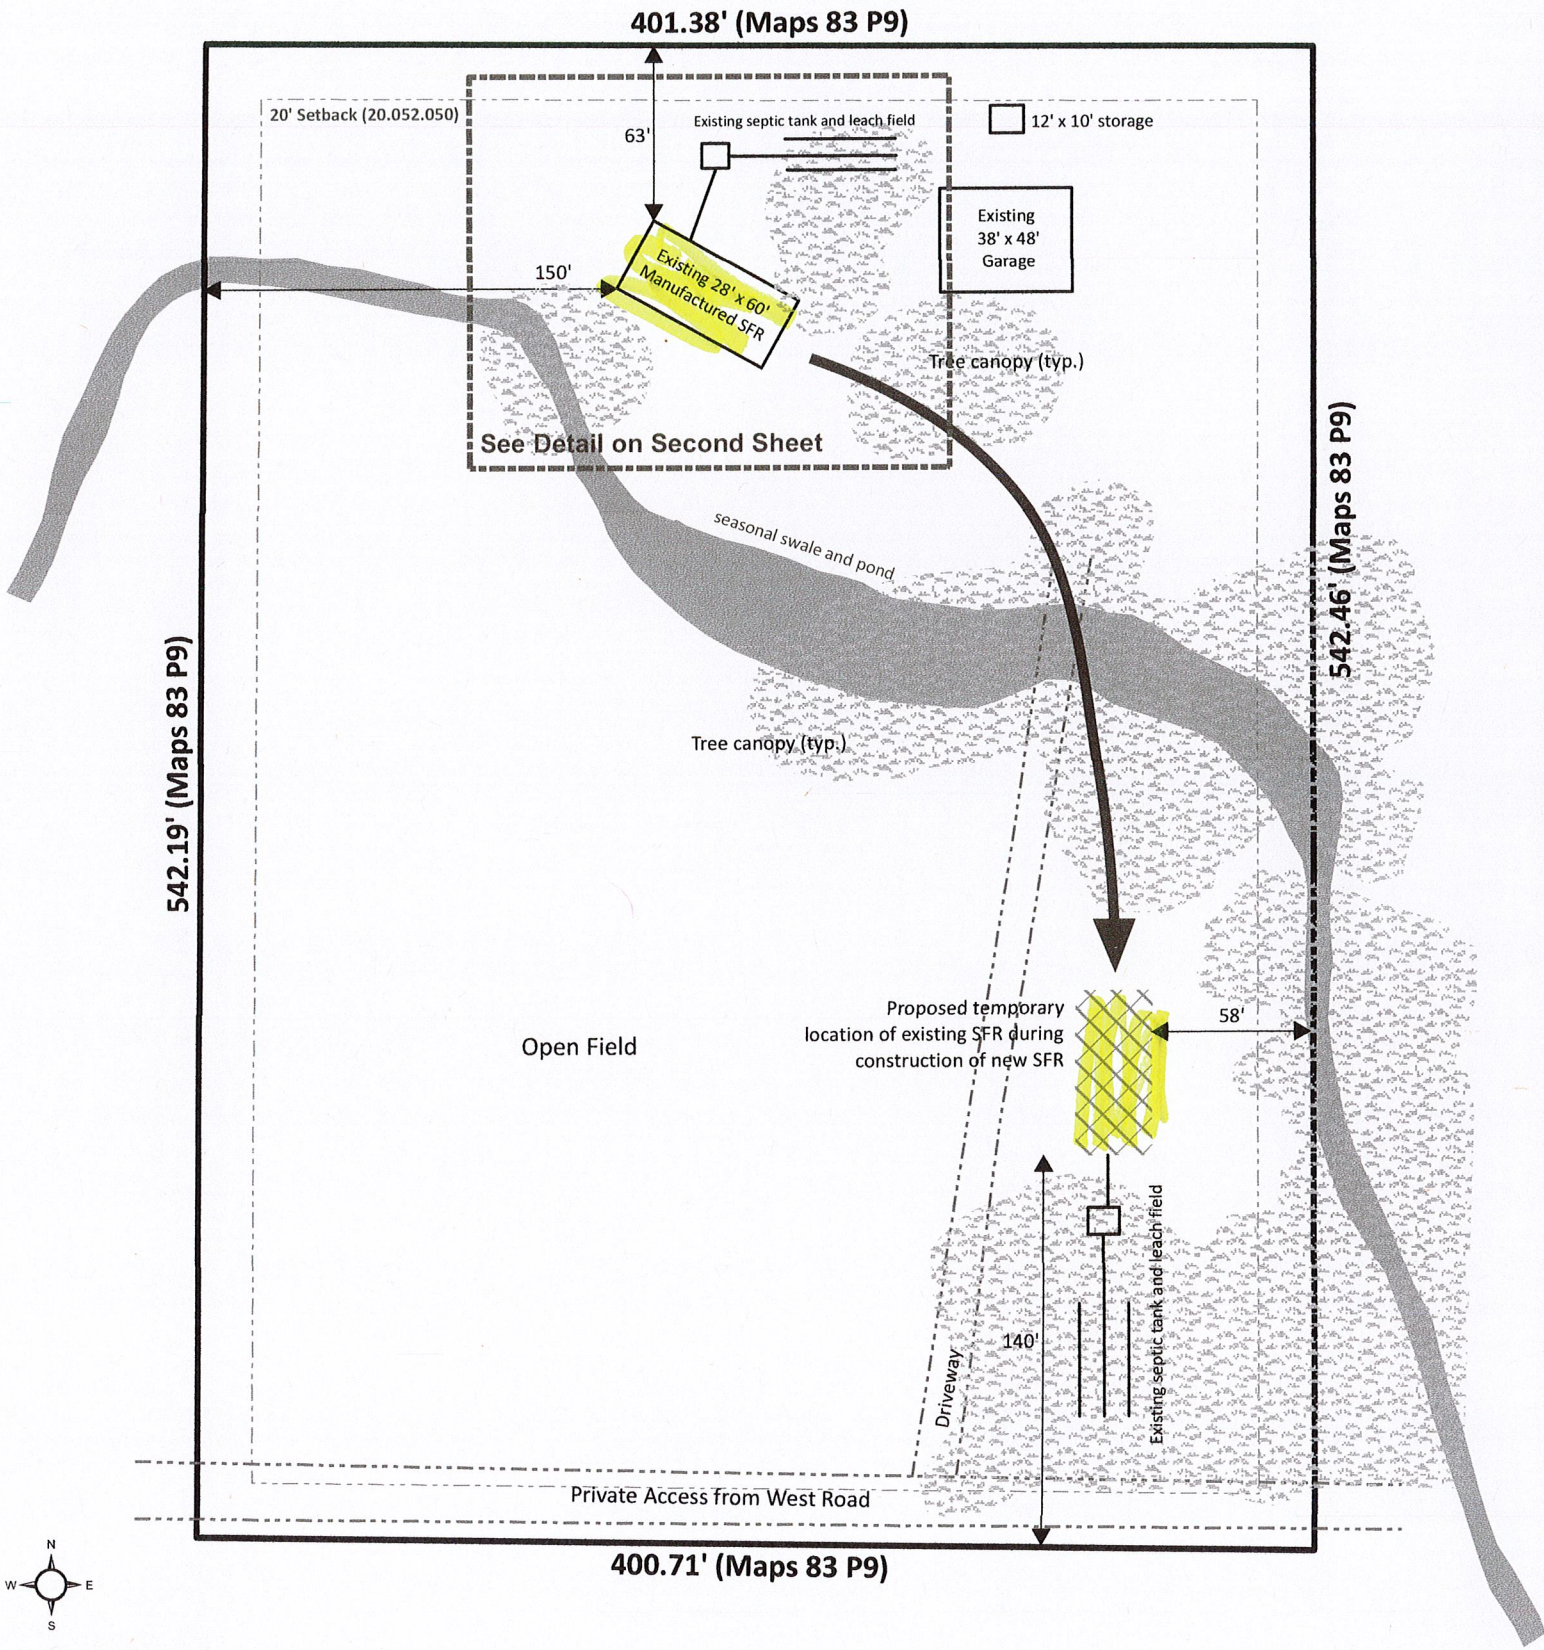 401.38' (Maps 83 P9)
20' Setback (20.052.050)
63'
Existing septic tank and leach field
12' x 10' storage
Existing
38' x 48'
Garage
150'
Existing 28' x 60'
Manufactured SFR
Tree canopy (typ.)
See Detail on Second Sheet
seasonal swale and pond
542.46' (Maps 83 P9)
542.19' (Maps 83 P9)
Tree canopy (typ.)
Proposed temporary
location of existing SFR during
construction of new SFR
58'
Open Field
140'
Existing septic tank and leach field
Driveway
Private Access from West Road
400.71' (Maps 83 P9)
N
W
E
S